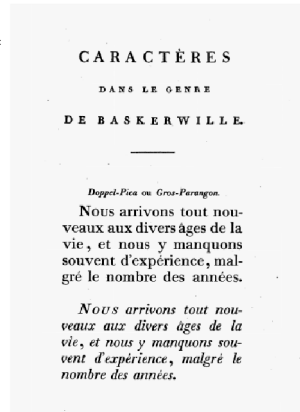 CARACTÈRES
DANS LE GENRE
DE BASKERWILLE.
Doppel-Pica ou Gros-Parangon.
Nous arrivons tout nou-
veaux aux divers âges de la
vie, et nous y manquons
souvent d'expérience, mal-
gré le nombre des années.
Nous arrivons tout nou-
veaux aux divers âges de la
vie, et nous y manquons sou-
vent d'expérience, malgré le
nombre des années.